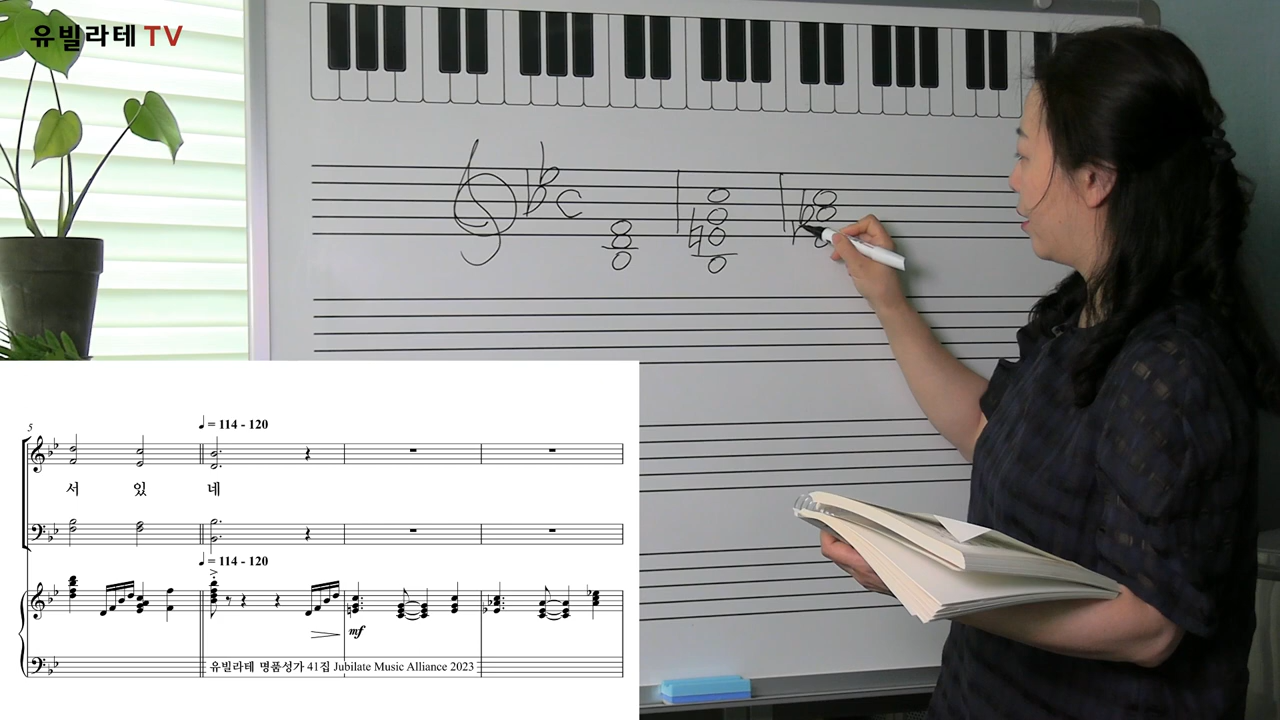 유빌라테 TV
5
= 114 - 120
서 있 네
= 114 - 120
mf
유빌라테 명품성가 41집 Jubilate Music Alliance 2023